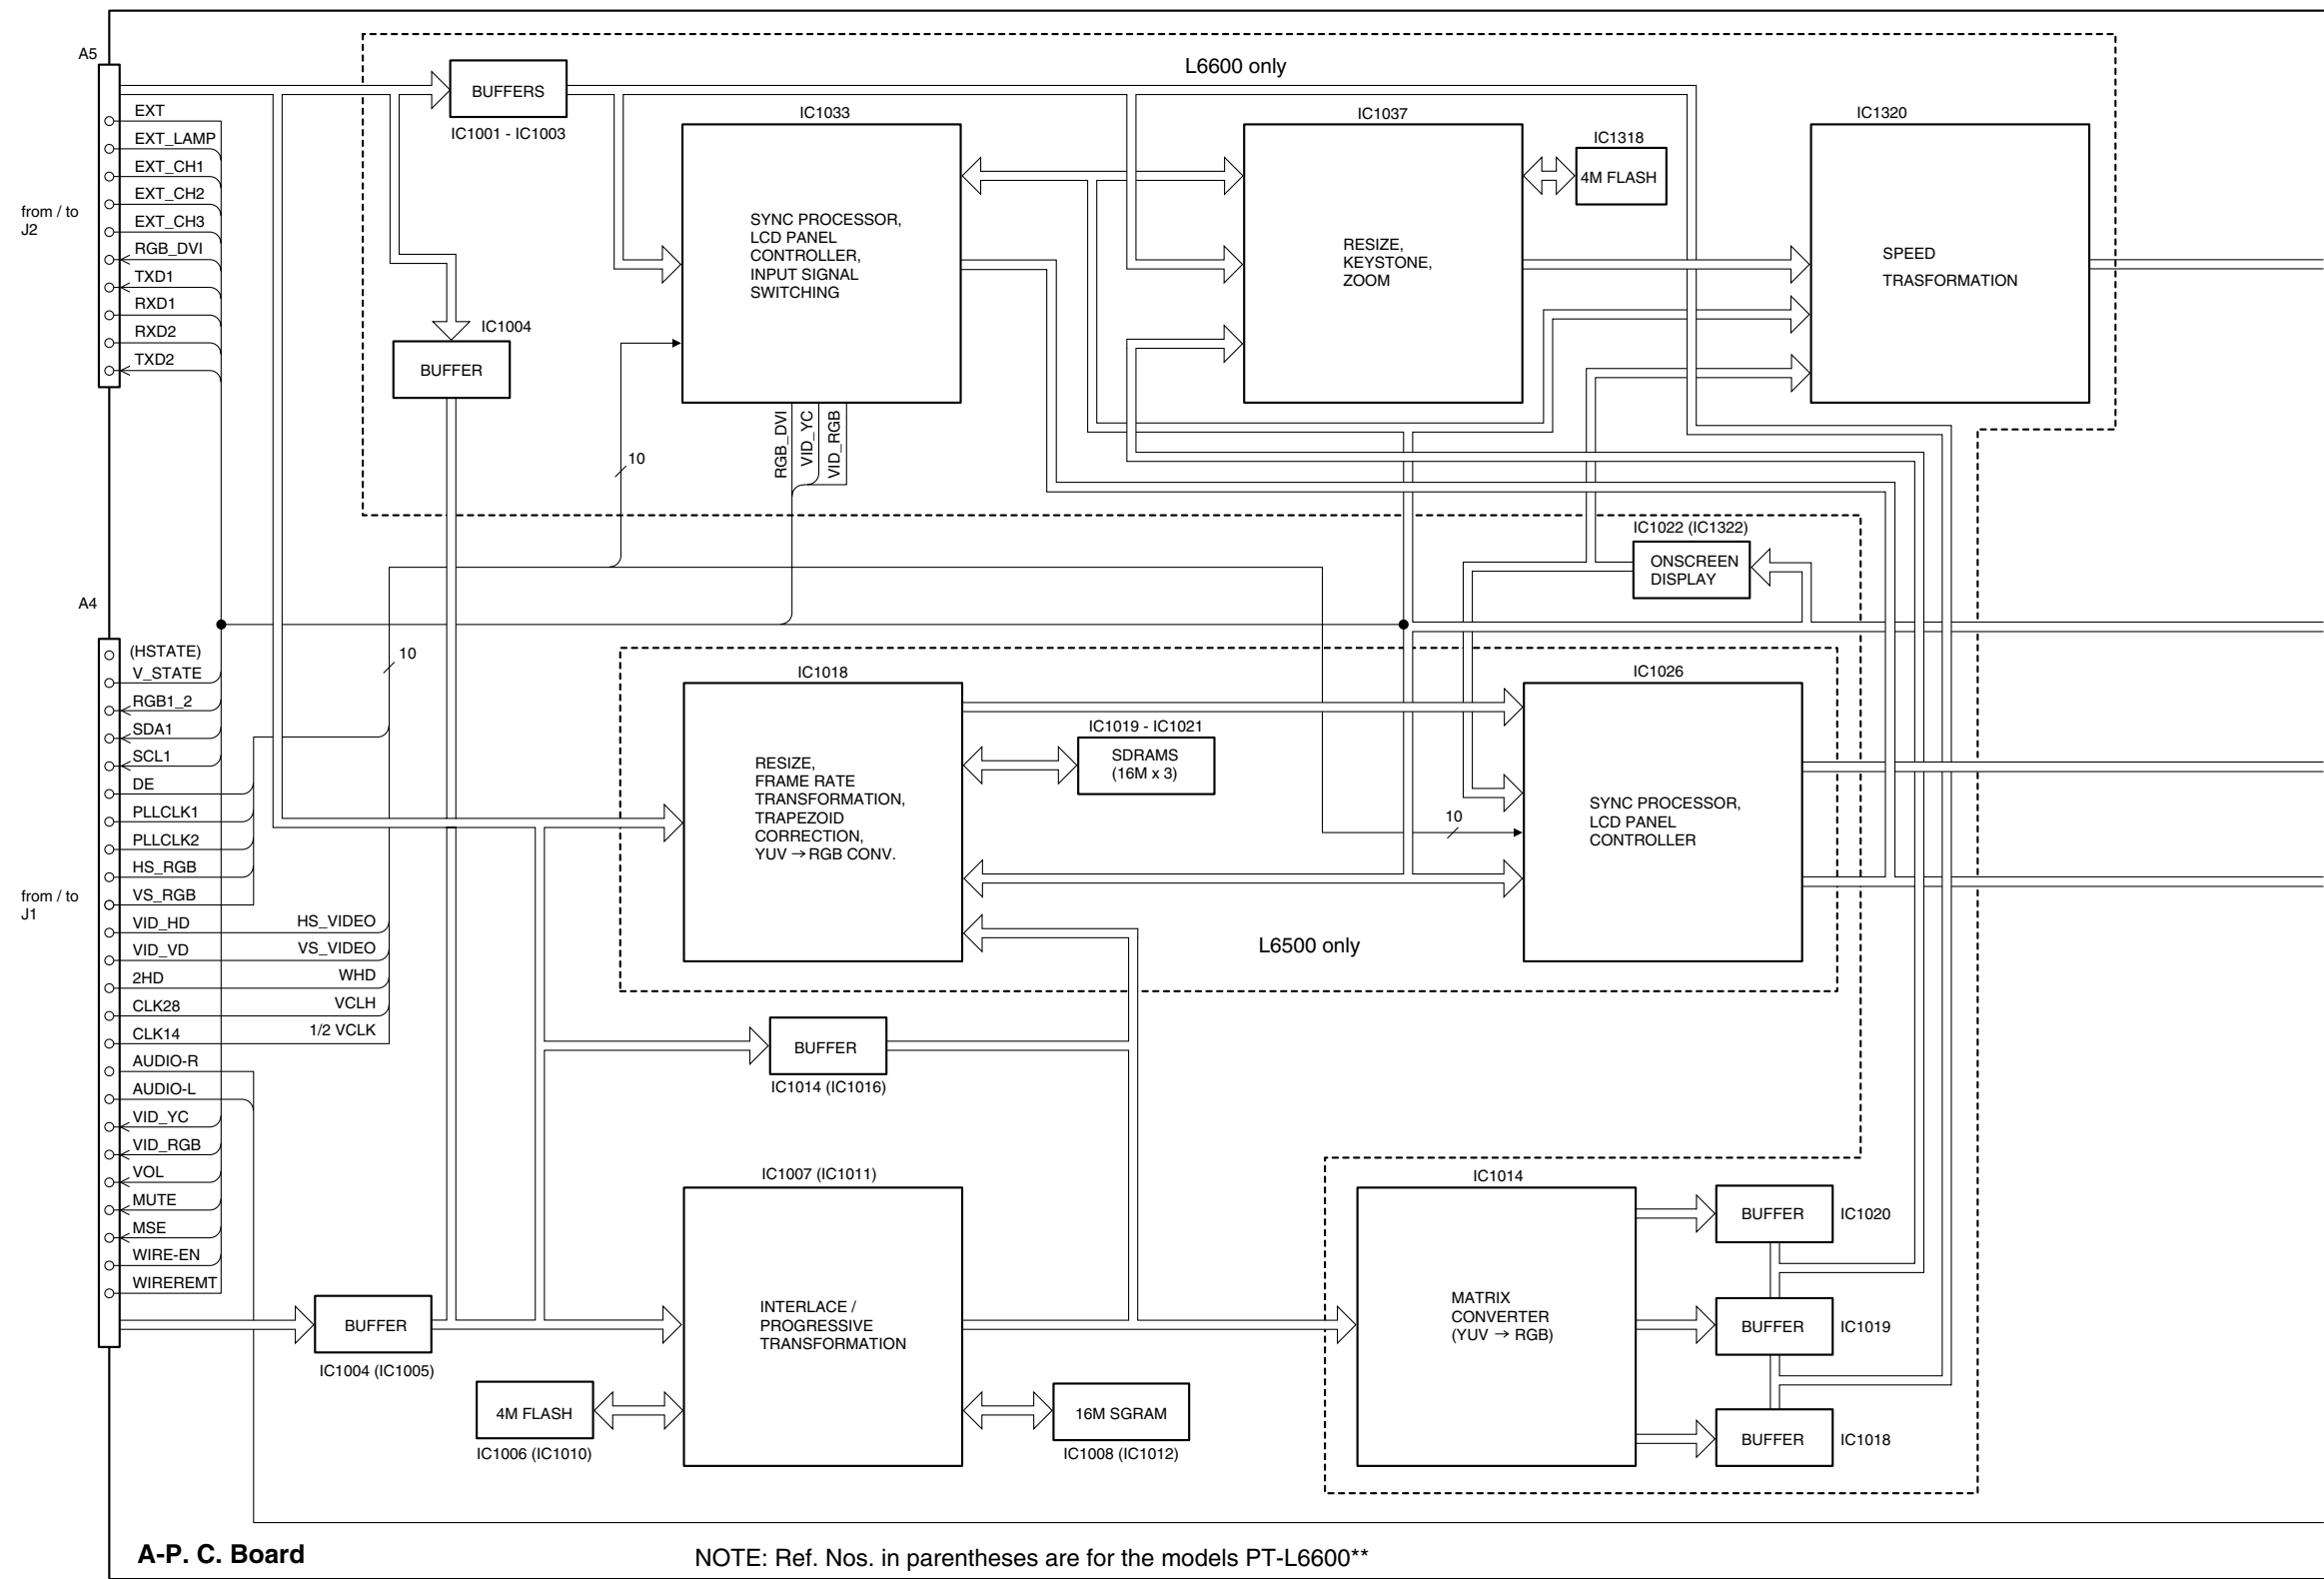 A5
EXT
EXT_LAMP
EXT_CH1
EXT_CH2
EXT_CH3
RGB_DVI
TXD1
RXD1
RXD2
TXD2
from / to
J2
L6600 only
BUFFERS
IC1001 - IC1003
IC1033
SYNC PROCESSOR,
LCD PANEL
CONTROLLER,
INPUT SIGNAL
SWITCHING
IC1037
RESIZE,
KEYSTONE,
ZOOM
IC1318
4M FLASH
IC1320
SPEED
TRASFORMATION
IC1004
BUFFER
10
RGB_DVI
VID_YC
VID_RGB
IC1022 (IC1322)
ONSCREEN
DISPLAY
A4
(HSTATE)
V_STATE
RGB1_2
SDA1
SCL1
DE
PLLCLK1
PLLCLK2
HS_RGB
VS_RGB
VID_HD
VID_VD
2HD
CLK28
CLK14
AUDIO-R
AUDIO-L
VID_YC
VID_RGB
VOL
MUTE
MSE
WIRE-EN
WIREREMT
from / to
J1
10
HS_VIDEO
VS_VIDEO
WHD
VCLH
1/2 VCLK
IC1018
RESIZE,
FRAME RATE
TRANSFORMATION,
TRAPEZOID
CORRECTION,
YUV → RGB CONV.
IC1019 - IC1021
SDRAMS
(16M x 3)
IC1026
SYNC PROCESSOR,
LCD PANEL
CONTROLLER
10
L6500 only
BUFFER
IC1014 (IC1016)
IC1007 (IC1011)
INTERLACE /
PROGRESSIVE
TRANSFORMATION
BUFFER
IC1004 (IC1005)
4M FLASH
IC1006 (IC1010)
16M SGRAM
IC1008 (IC1012)
IC1014
MATRIX
CONVERTER
(YUV → RGB)
BUFFER
IC1020
BUFFER
IC1019
BUFFER
IC1018
A-P. C. Board
NOTE: Ref. Nos. in parentheses are for the models PT-L6600**